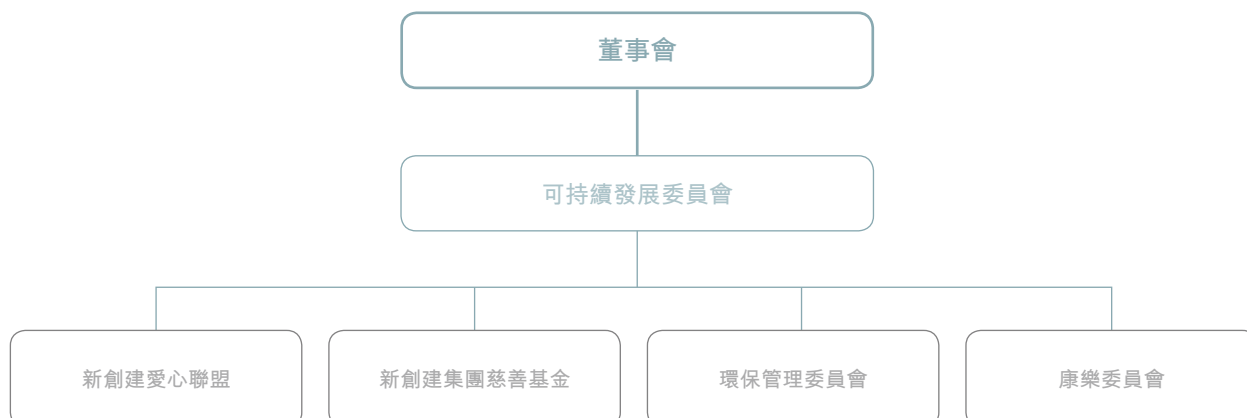 董事會
可持續發展委員會
新創建愛心聯盟
新創建集團慈善基金
環保管理委員會
康樂委員會